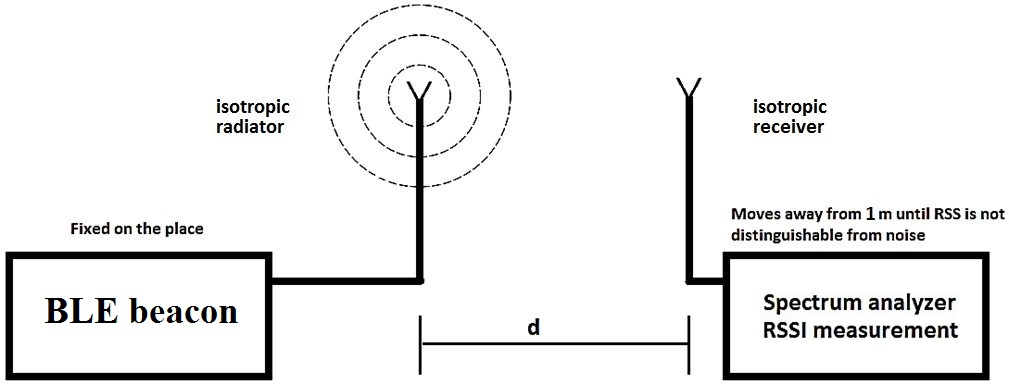 isotropic
radiator
isotropic
receiver
Fixed on the place
Moves away from 1 m until RSS is not
distinguishable from noise
BLE beacon
d
Spectrum analyzer
RSSI measurement